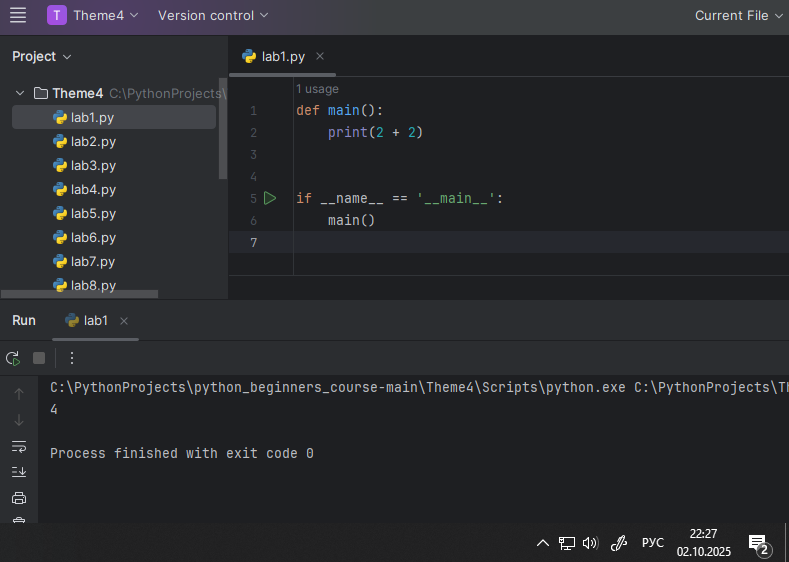 T Theme4 Version control Current File
Project
lab1.py
Theme4 C:\PythonProjects\
lab1.py
lab2.py
lab3.py
lab4.py
lab5.py
lab6.py
lab7.py
lab8.py
1 usage
1 def main():
2 print(2 + 2)
3
4
5 if __name__ == '__main__':
6 main()
7
Run lab1
C:\PythonProjects\python_beginners_course-main\Theme4\Scripts\python.exe C:\PythonProjects\Th
4
Process finished with exit code 0
РУС
22:27
02.10.2025
2